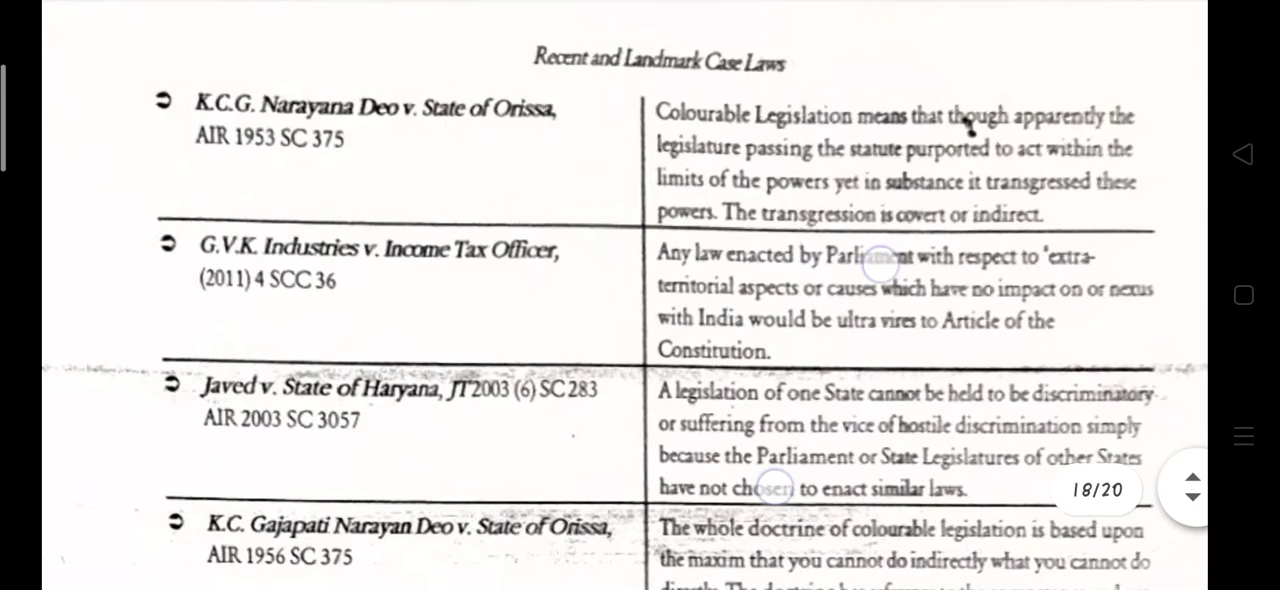 Recent and Landmark Case Laws
➲ K.C.G. Narayana Deo v. State of Orissa,
AIR 1953 SC 375
Colourable Legislation means that though apparently the
legislature passing the statute purported to act within the
limits of the powers yet in substance it transgressed these
powers. The transgression is covert or indirect.
➲ G.V.K. Industries v. Income Tax Officer,
(2011) 4 SCC 36
Any law enacted by Parliament with respect to 'extra-
territorial aspects or causes which have no impact on or nexus
with India would be ultra vires to Article of the
Constitution.
➲ Javed v. State of Haryana, JT 2003 (6) SC 283
AIR 2003 SC 3057
A legislation of one State cannot be held to be discriminatory
or suffering from the vice of hostile discrimination simply
because the Parliament or State Legislatures of other States
have not chosen to enact similar laws.
18/20
➲ K.C. Gajapati Narayan Deo v. State of Orissa,
AIR 1956 SC 375
The whole doctrine of colourable legislation is based upon
the maxim that you cannot do indirectly what you cannot do